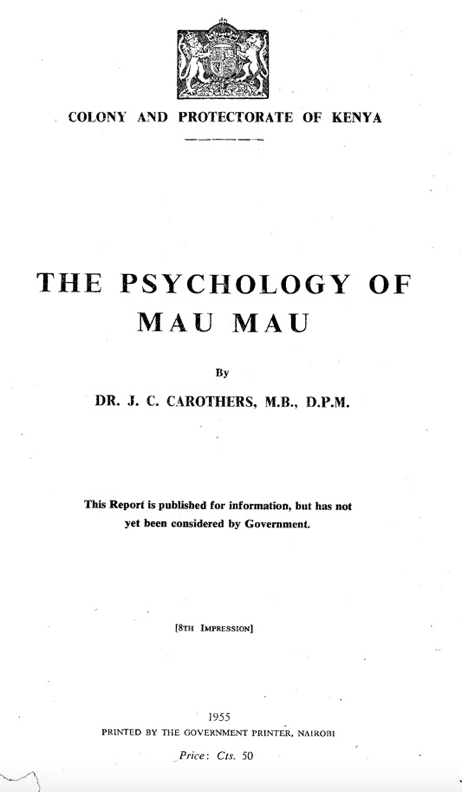 COLONY AND PROTECTORATE OF KENYA
THE PSYCHOLOGY OF
MAU MAU
By
DR. J. C. CAROTHERS, M.B., D.P.M.
This Report is published for information, but has not
yet been considered by Government.
[8TH IMPRESSION]
1955
PRINTED BY THE GOVERNMENT PRINTER, NAIROBI
Price: Cts. 50